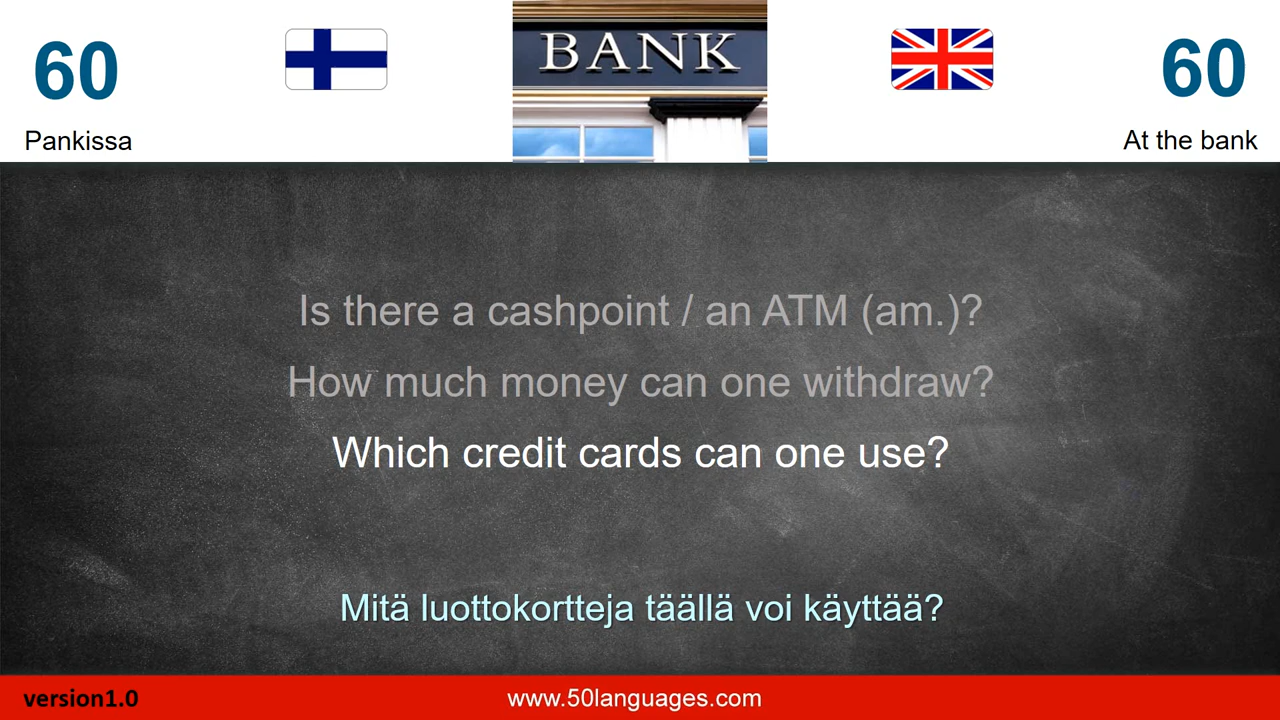 60
BANK
60
Pankissa
At the bank
Is there a cashpoint / an ATM (am.)?
How much money can one withdraw?
Which credit cards can one use?
Mitä luottokortteja täällä voi käyttää?
version1.0
www.50languages.com